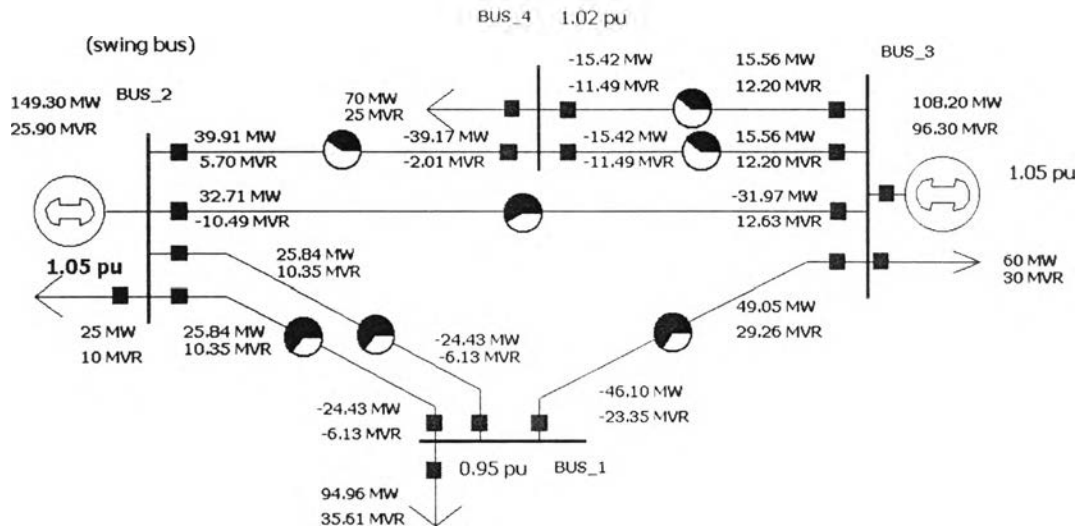 BUS_4 1.02 pu
(swing bus)
BUS_3
-15.42 MW
-11.49 MVR
15.56 MW
12.20 MVR
149.30 MW
25.90 MVR
BUS_2
70 MW
25 MVR
108.20 MW
96.30 MVR
39.91 MW
5.70 MVR
-39.17 MW
-2.01 MVR
-15.42 MW
-11.49 MVR
15.56 MW
12.20 MVR
1.05 pu
32.71 MW
-10.49 MVR
-31.97 MW
12.63 MVR
1.05 pu
25.84 MW
10.35 MVR
60 MW
30 MVR
25 MW
10 MVR
25.84 MW
10.35 MVR
49.05 MW
29.26 MVR
-24.43 MW
-6.13 MVR
-24.43 MW
-6.13 MVR
-46.10 MW
-23.35 MVR
0.95 pu BUS_1
94.96 MW
35.61 MVR